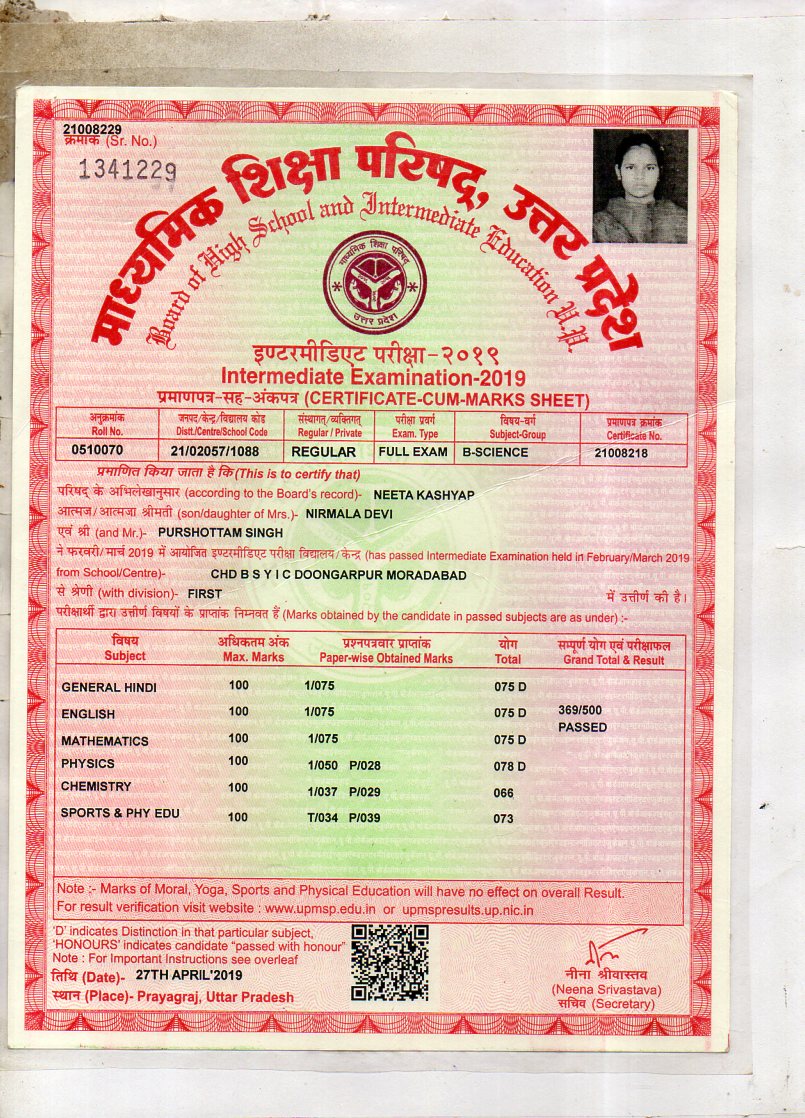 21008229
क्रमांक (Sr. No.)
1341229
माध्यमिक शिक्षा परिषद्, उत्तर प्रदेश
Board of High School and Intermediate Education U.P.
माध्यमिक शिक्षा परिषद्
उत्तर प्रदेश
इण्टरमीडिएट परीक्षा-२०१९
Intermediate Examination-2019
प्रमाणपत्र-सह-अंकपत्र (CERTIFICATE-CUM-MARKS SHEET)
अनुक्रमांक जनपद/केन्द्र/विद्यालय कोड संस्थागत/व्यक्तिगत परीक्षा प्रवर्ग विषय-वर्ग प्रमाणपत्र क्रमांक
Roll No. Distt./Centre/School Code Regular / Private Exam. Type Subject-Group Certificate No.
0510070 21/02057/1088 REGULAR FULL EXAM B-SCIENCE 21008218
प्रमाणित किया जाता है कि (This is to certify that)
परिषद् के अभिलेखानुसार (according to the Board's record)- NEETA KASHYAP
आत्मज/आत्मजा श्रीमती (son/daughter of Mrs.)- NIRMALA DEVI
एवं श्री (and Mr.)- PURSHOTTAM SINGH
ने फरवरी/मार्च 2019 में आयोजित इण्टरमीडिएट परीक्षा विद्यालय/केन्द्र (has passed Intermediate Examination held in February/March 2019
from School/Centre)- CHD B S Y I C DOONGARPUR MORADABAD
से श्रेणी (with division)- FIRST में उत्तीर्ण की है।
परीक्षार्थी द्वारा उत्तीर्ण विषयों के प्राप्तांक निम्नवत हैं (Marks obtained by the candidate in passed subjects are as under) :-
विषय अधिकतम अंक प्रश्नपत्रवार प्राप्तांक योग सम्पूर्ण योग एवं परीक्षाफल
Subject Max. Marks Paper-wise Obtained Marks Total Grand Total & Result
GENERAL HINDI 100 1/075 075 D
ENGLISH 100 1/075 075 D 369/500
PASSED
MATHEMATICS 100 1/075 075 D
PHYSICS 100 1/050 P/028 078 D
CHEMISTRY 100 1/037 P/029 066
SPORTS & PHY EDU 100 T/034 P/039 073
Note :- Marks of Moral, Yoga, Sports and Physical Education will have no effect on overall Result.
For result verification visit website : www.upmsp.edu.in or upmspresults.up.nic.in
'D' indicates Distinction in that particular subject,
'HONOURS' indicates candidate "passed with honour"
Note : For Important Instructions see overleaf
तिथि (Date)- 27TH APRIL'2019
स्थान (Place)- Prayagraj, Uttar Pradesh
नीना श्रीवास्तव
(Neena Srivastava)
सचिव (Secretary)